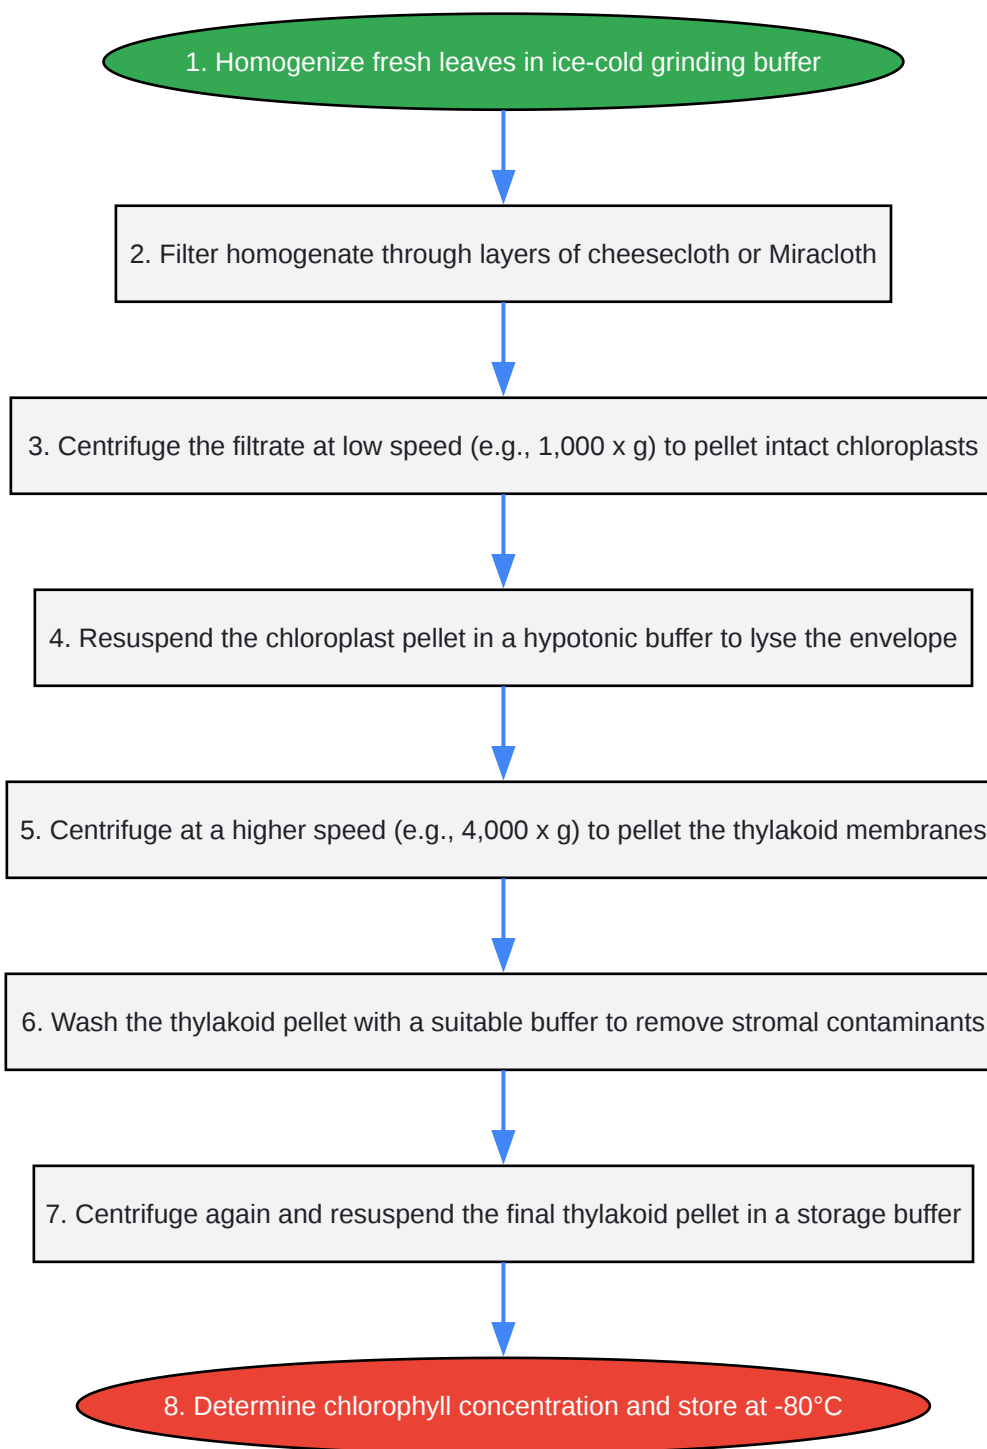 1. Homogenize fresh leaves in ice-cold grinding buffer
2. Filter homogenate through layers of cheesecloth or Miracloth
3. Centrifuge the filtrate at low speed (e.g., 1,000 x g) to pellet intact chloroplasts
4. Resuspend the chloroplast pellet in a hypotonic buffer to lyse the envelope
5. Centrifuge at a higher speed (e.g., 4,000 x g) to pellet the thylakoid membranes
6. Wash the thylakoid pellet with a suitable buffer to remove stromal contaminants
7. Centrifuge again and resuspend the final thylakoid pellet in a storage buffer
8. Determine chlorophyll concentration and store at -80°C